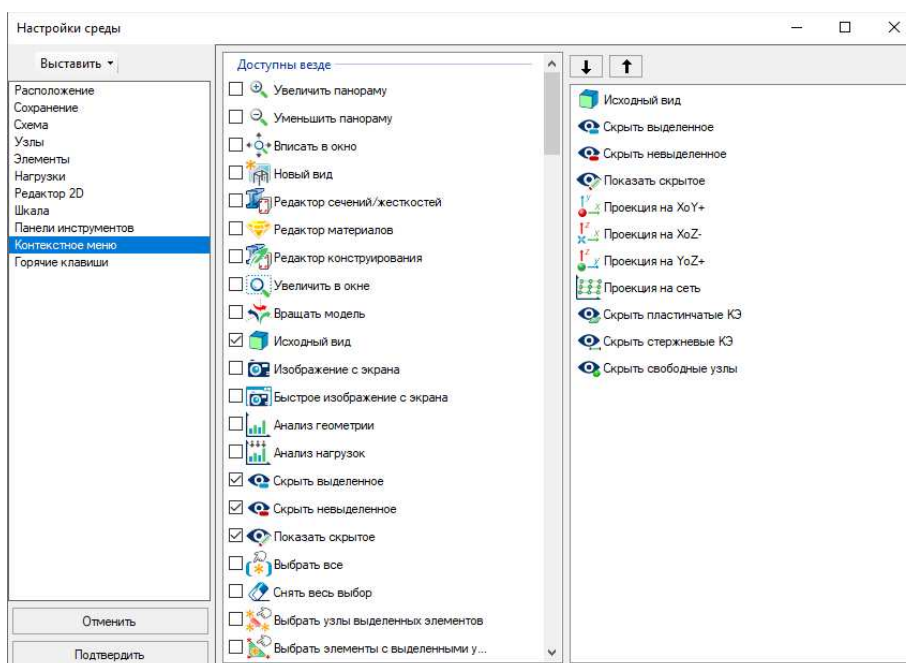 Настройки среды
Выставить
Расположение
Сохранение
Схема
Узлы
Элементы
Нагрузки
Редактор 2D
Шкала
Панели инструментов
Контекстное меню
Горячие клавиши
Отменить
Подтвердить
Доступны везде
Увеличить панораму
Уменьшить панораму
Вписать в окно
Новый вид
Редактор сечений/жесткостей
Редактор материалов
Редактор конструирования
Увеличить в окне
Вращать модель
Исходный вид
Изображение с экрана
Быстрое изображение с экрана
Анализ геометрии
Анализ нагрузок
Скрыть выделенное
Скрыть невыделенное
Показать скрытое
Выбрать все
Снять весь выбор
Выбрать узлы выделенных элементов
Выбрать элементы с выделенными у...
Исходный вид
Скрыть выделенное
Скрыть невыделенное
Показать скрытое
Проекция на XoY+
Проекция на XoZ-
Проекция на YoZ+
Проекция на сеть
Скрыть пластинчатые КЭ
Скрыть стержневые КЭ
Скрыть свободные узлы